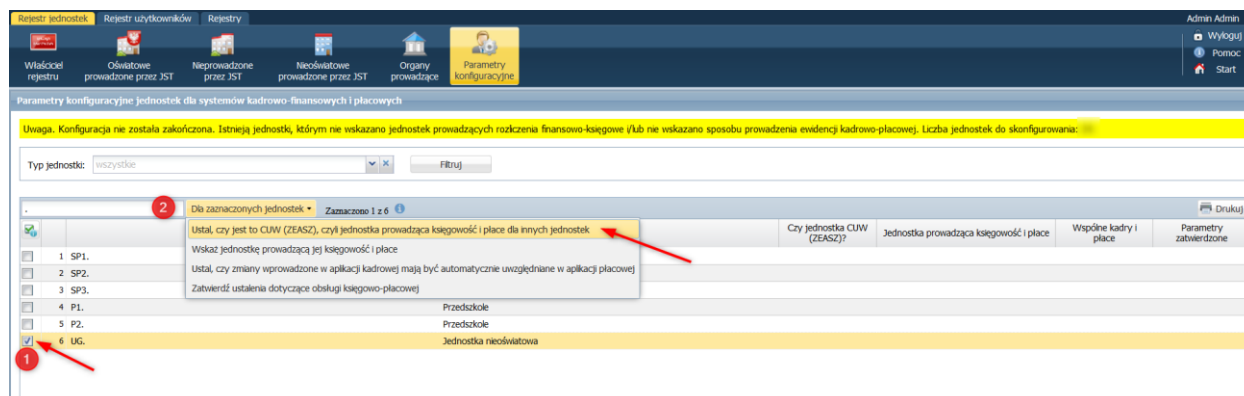 Rejestr jednostek Rejestr użytkowników Rejestry Admin Admin
Wyloguj
Pomoc
Start
Właściciel rejestru
Oświatowe prowadzone przez JST
Nieprowadzone przez JST
Nieoświatowe prowadzone przez JST
Organy prowadzące
Parametry konfiguracyjne
Parametry konfiguracyjne jednostek dla systemów kadrowo-finansowych i płacowych
Uwaga. Konfiguracja nie została zakończona. Istnieją jednostki, którym nie wskazano jednostek prowadzących rozliczenia finansowo-księgowe i/lub nie wskazano sposobu prowadzenia ewidencji kadrowo-płacowej. Liczba jednostek do skonfigurowania:
Typ jednostki: wszystkie Filtruj
. 2 Dla zaznaczonych jednostek Zaznaczono 1 z 6 Drukuj
Czy jednostka CUW (ZEASZ)? Jednostka prowadząca księgowość i płace Wspólne kadry i płace Parametry zatwierdzone
Ustal, czy jest to CUW (ZEASZ), czyli jednostka prowadząca księgowość i płace dla innych jednostek
Wskaż jednostkę prowadzącą jej księgowość i płace
Ustal, czy zmiany wprowadzone w aplikacji kadrowej mają być automatycznie uwzględniane w aplikacji płacowej
Zatwierdź ustalenia dotyczące obsługi księgowo-płacowej
1 SP1.
2 SP2.
3 SP3.
4 P1. Przedszkole
5 P2. Przedszkole
6 UG. Jednostka nieoświatowa
1